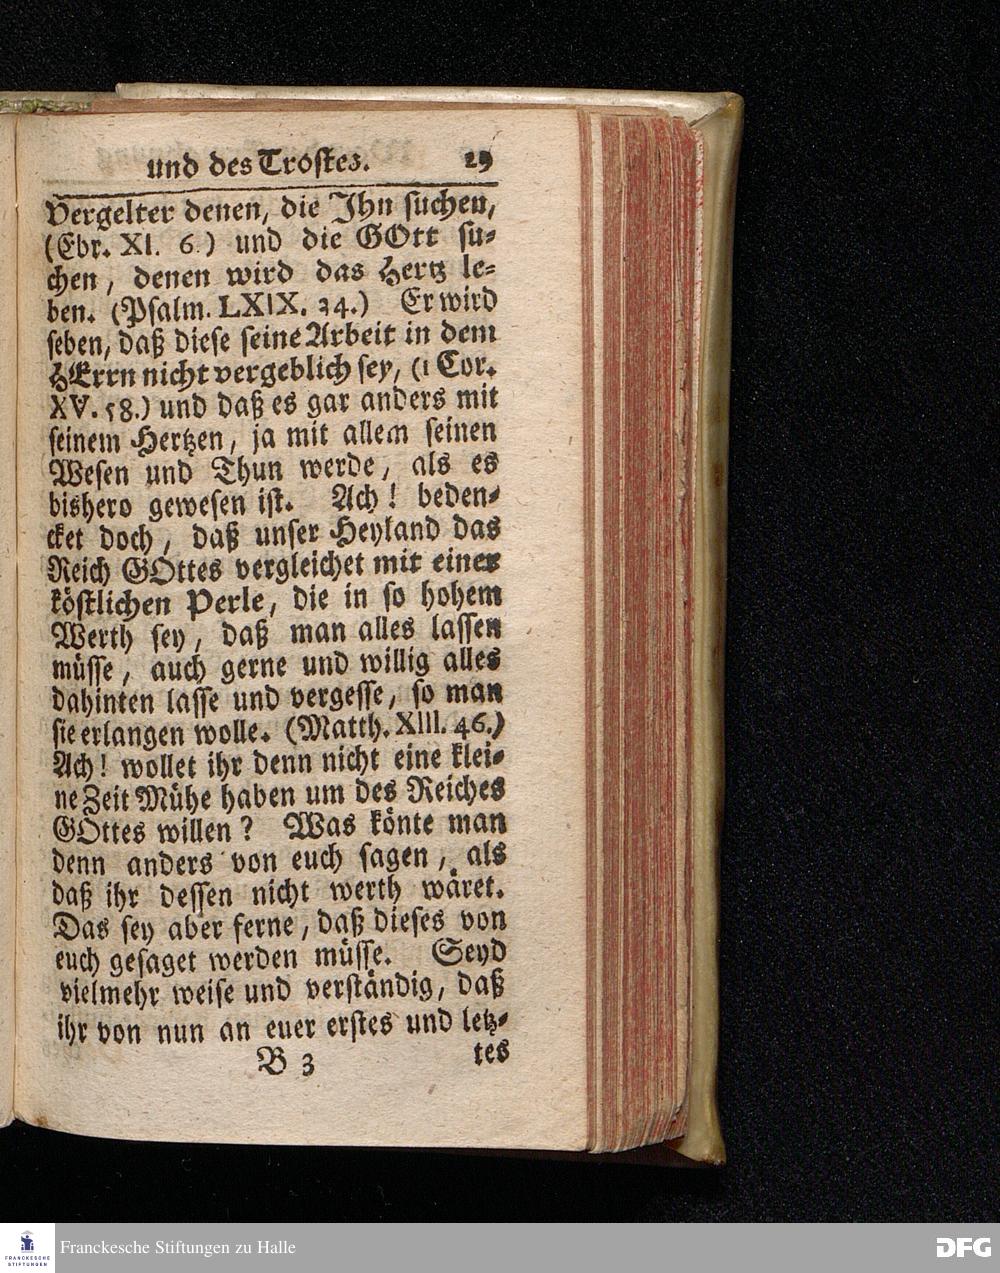 und des Trostes. 29
Vergelter denen, die Ihn suchen,
(Ebr. XI. 6.) und die GOtt su-
chen, denen wird das Hertz le-
ben. (Psalm. LXIX. 34.) Er wird
sehen, daß diese seine Arbeit in dem
HErrn nicht vergeblich sey, (1 Cor.
XV. 58.) und daß es gar anders mit
seinem Hertzen, ja mit allem seinen
Wesen und Thun werde, als es
bishero gewesen ist. Ach! beden-
cket doch, daß unser Heyland das
Reich GOttes vergleichet mit einer
köstlichen Perle, die in so hohem
Werth sey, daß man alles lassen
müsse, auch gerne und willig alles
dahinten lasse und vergesse, so man
sie erlangen wolle. (Matth. XIII. 46.)
Ach! wollet ihr denn nicht eine klei-
ne Zeit Mühe haben um des Reiches
GOttes willen? Was könte man
denn anders von euch sagen, als
daß ihr dessen nicht werth wäret.
Das sey aber ferne, daß dieses von
euch gesaget werden müsse. Seyd
vielmehr weise und verständig, daß
ihr von nun an euer erstes und letz-
B 3 tes
FRANCKESCHE STIFTUNGEN
Franckesche Stiftungen zu Halle
DFG